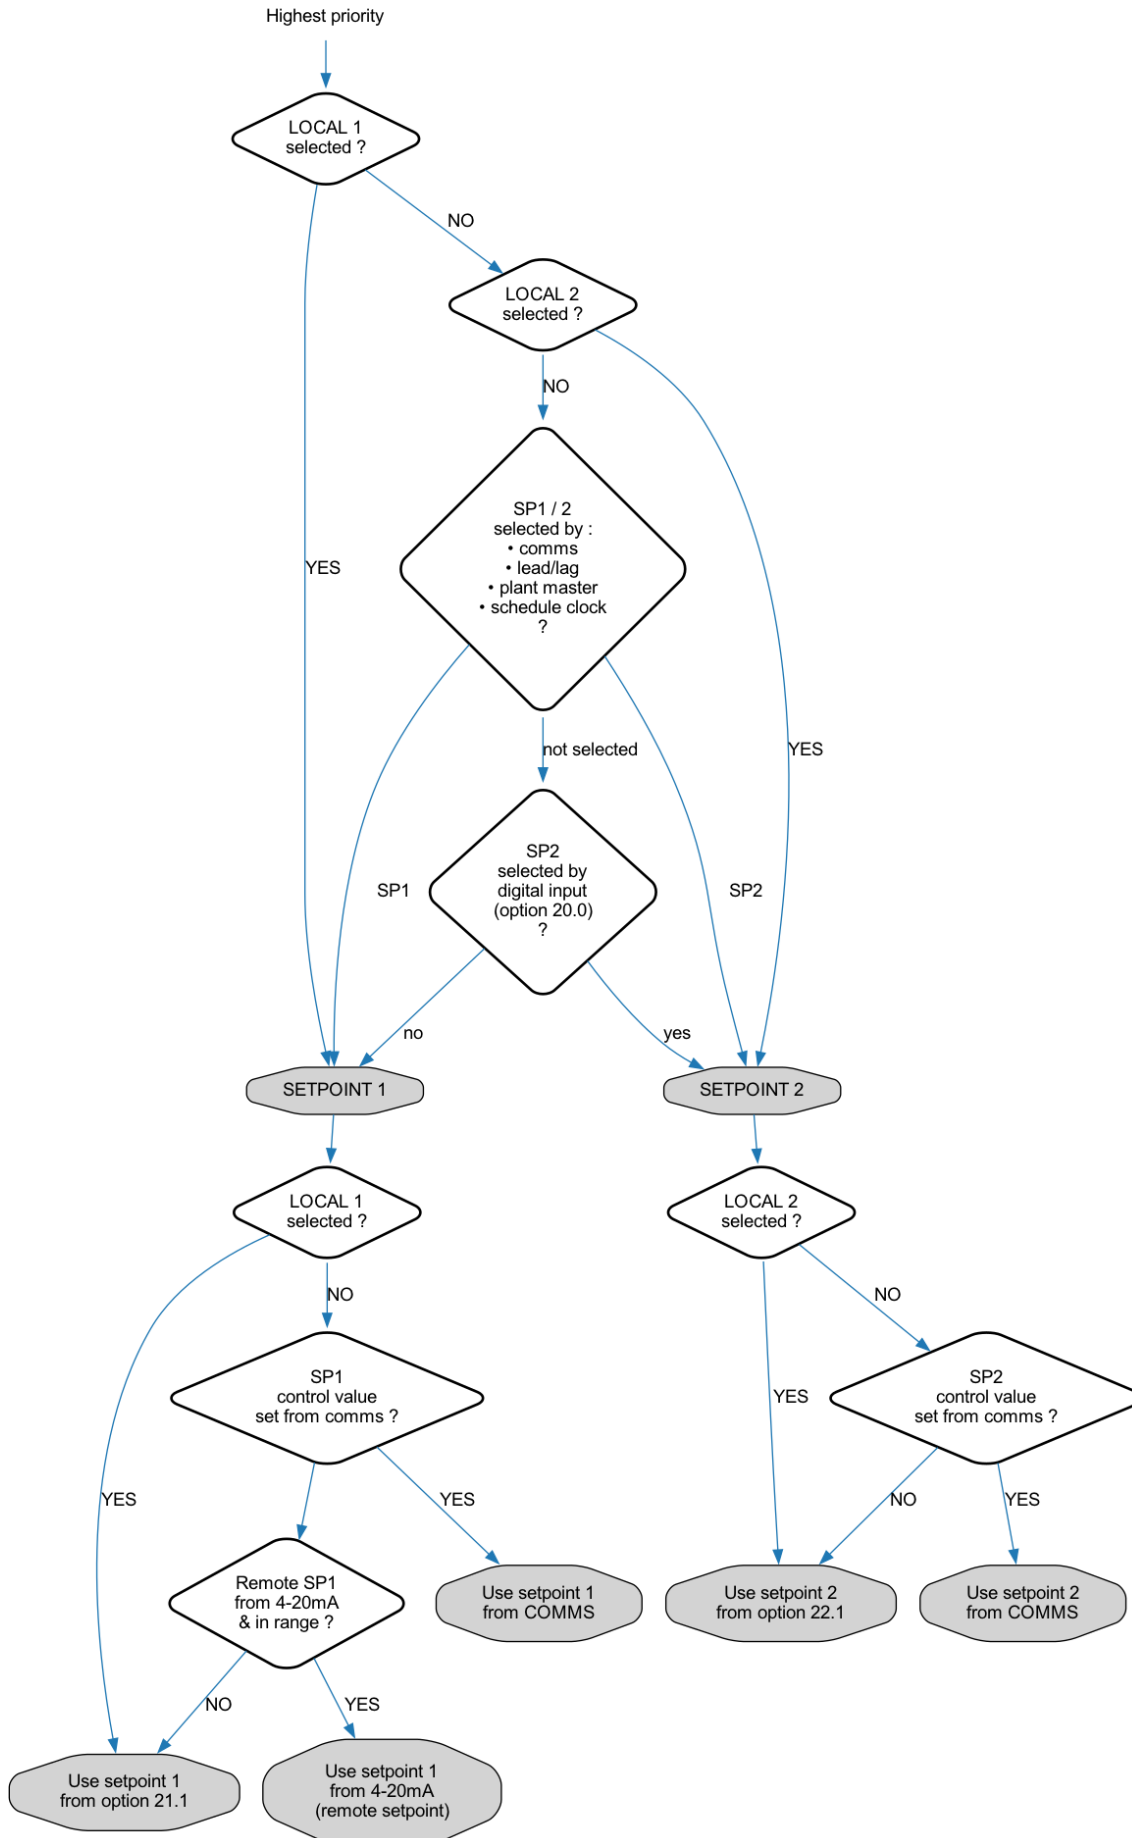 Highest priority
LOCAL 1
selected ?
NO
LOCAL 2
selected ?
NO
SP1 / 2
selected by :
• comms
• lead/lag
• plant master
• schedule clock
?
YES
not selected
YES
SP2
selected by
digital input
(option 20.0)
?
SP1
SP2
no
yes
SETPOINT 1
SETPOINT 2
LOCAL 1
selected ?
LOCAL 2
selected ?
NO
NO
SP1
control value
set from comms ?
SP2
control value
set from comms ?
YES
YES
YES
NO
YES
Remote SP1
from 4-20mA
& in range ?
Use setpoint 1
from COMMS
Use setpoint 2
from option 22.1
Use setpoint 2
from COMMS
NO
YES
Use setpoint 1
from option 21.1
Use setpoint 1
from 4-20mA
(remote setpoint)